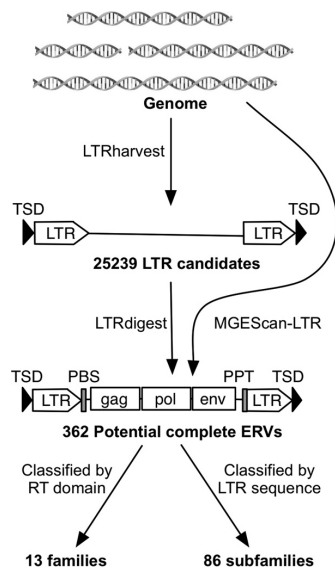 Genome
LTRharvest
TSD TSD
LTR LTR
25239 LTR candidates
LTRdigest MGEScan-LTR
TSD PBS PPT TSD
LTR gag pol env LTR
362 Potential complete ERVs
Classified by Classified by
RT domain LTR sequence
13 families 86 subfamilies